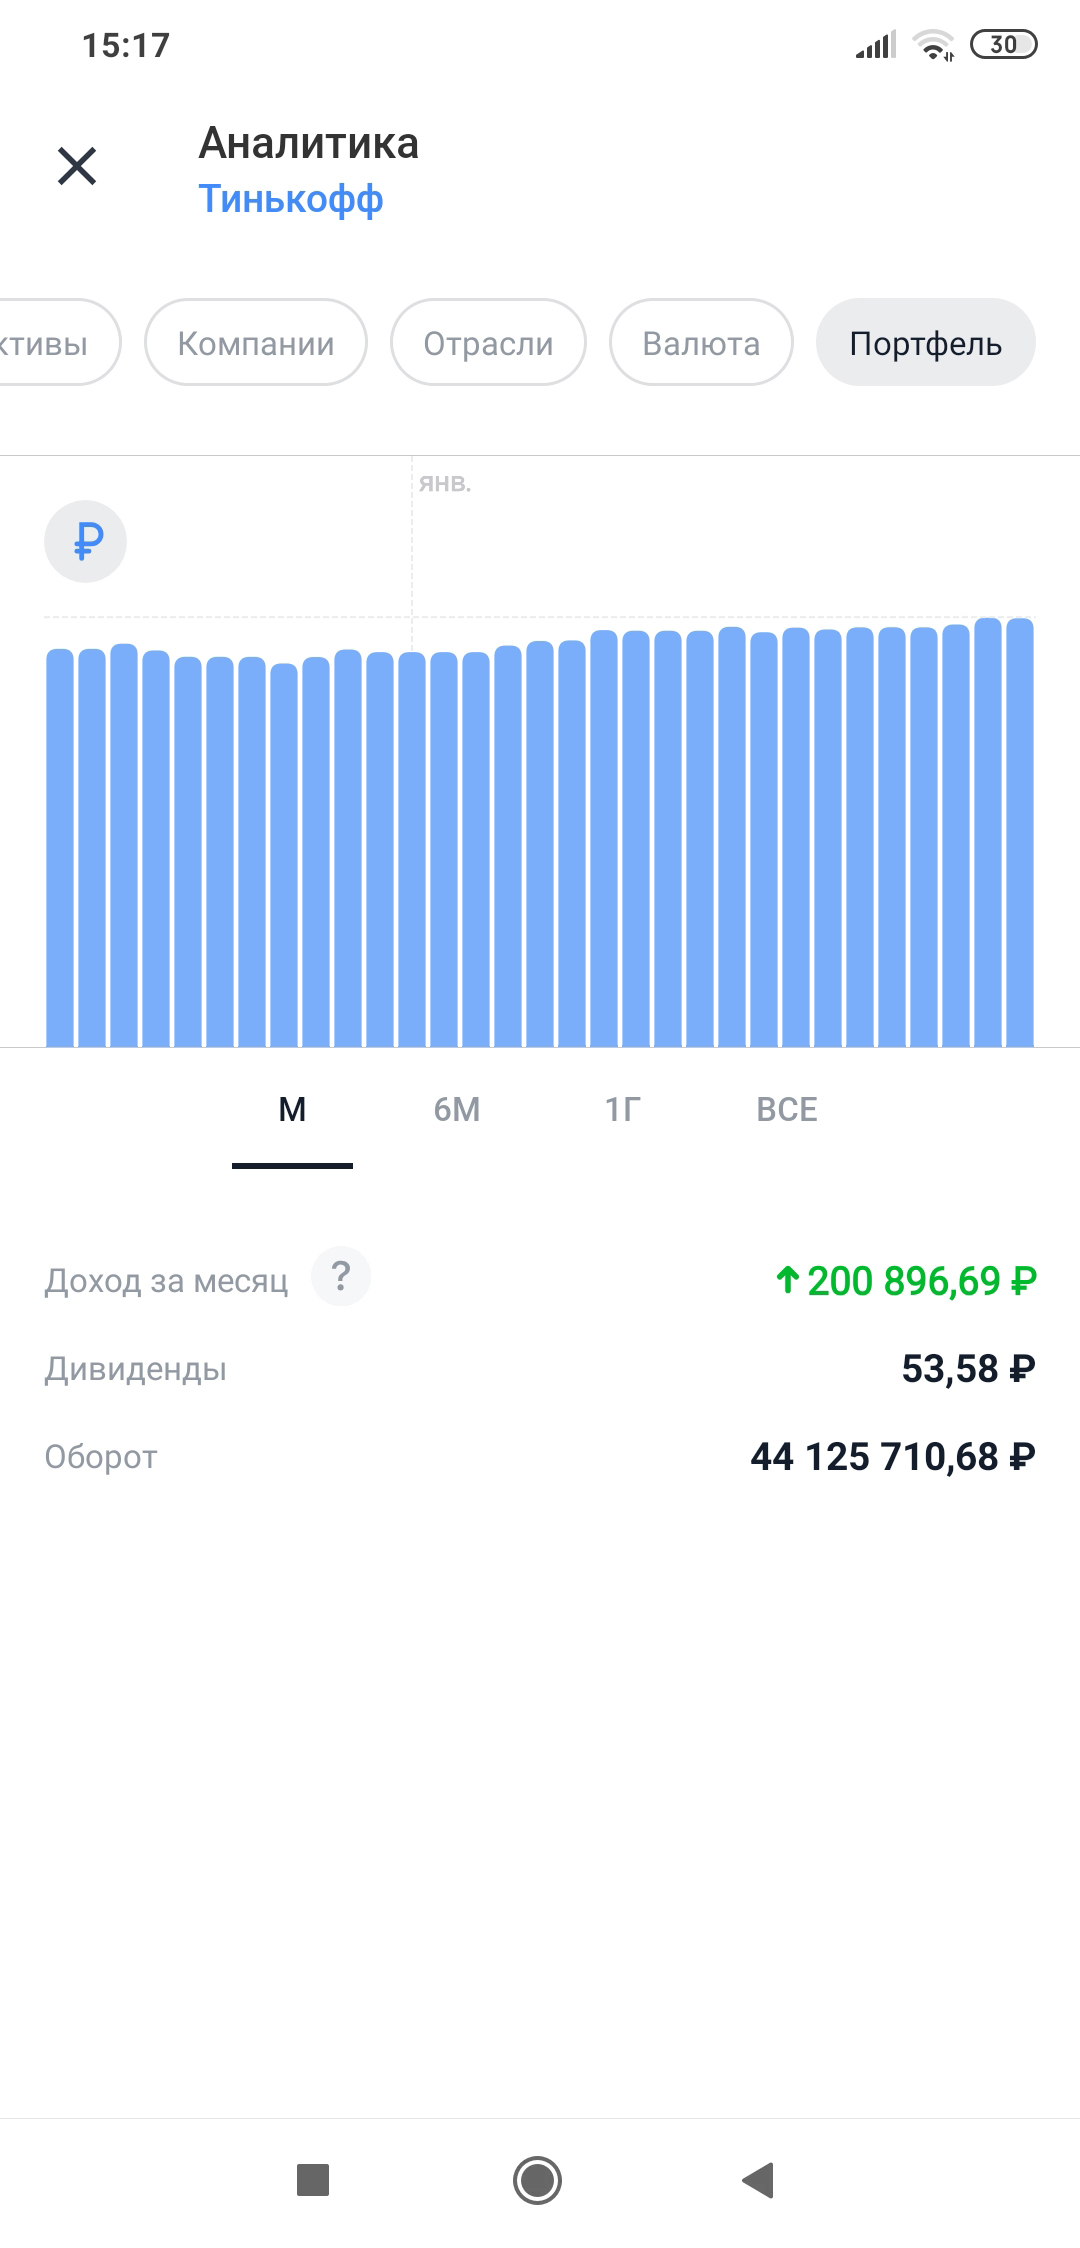 15:17
30
Аналитика
Тинькофф
ктивы Компании Отрасли Валюта Портфель
янв.
₽
М 6М 1Г ВСЕ
Доход за месяц ? 200 896,69 ₽
Дивиденды 53,58 ₽
Оборот 44 125 710,68 ₽